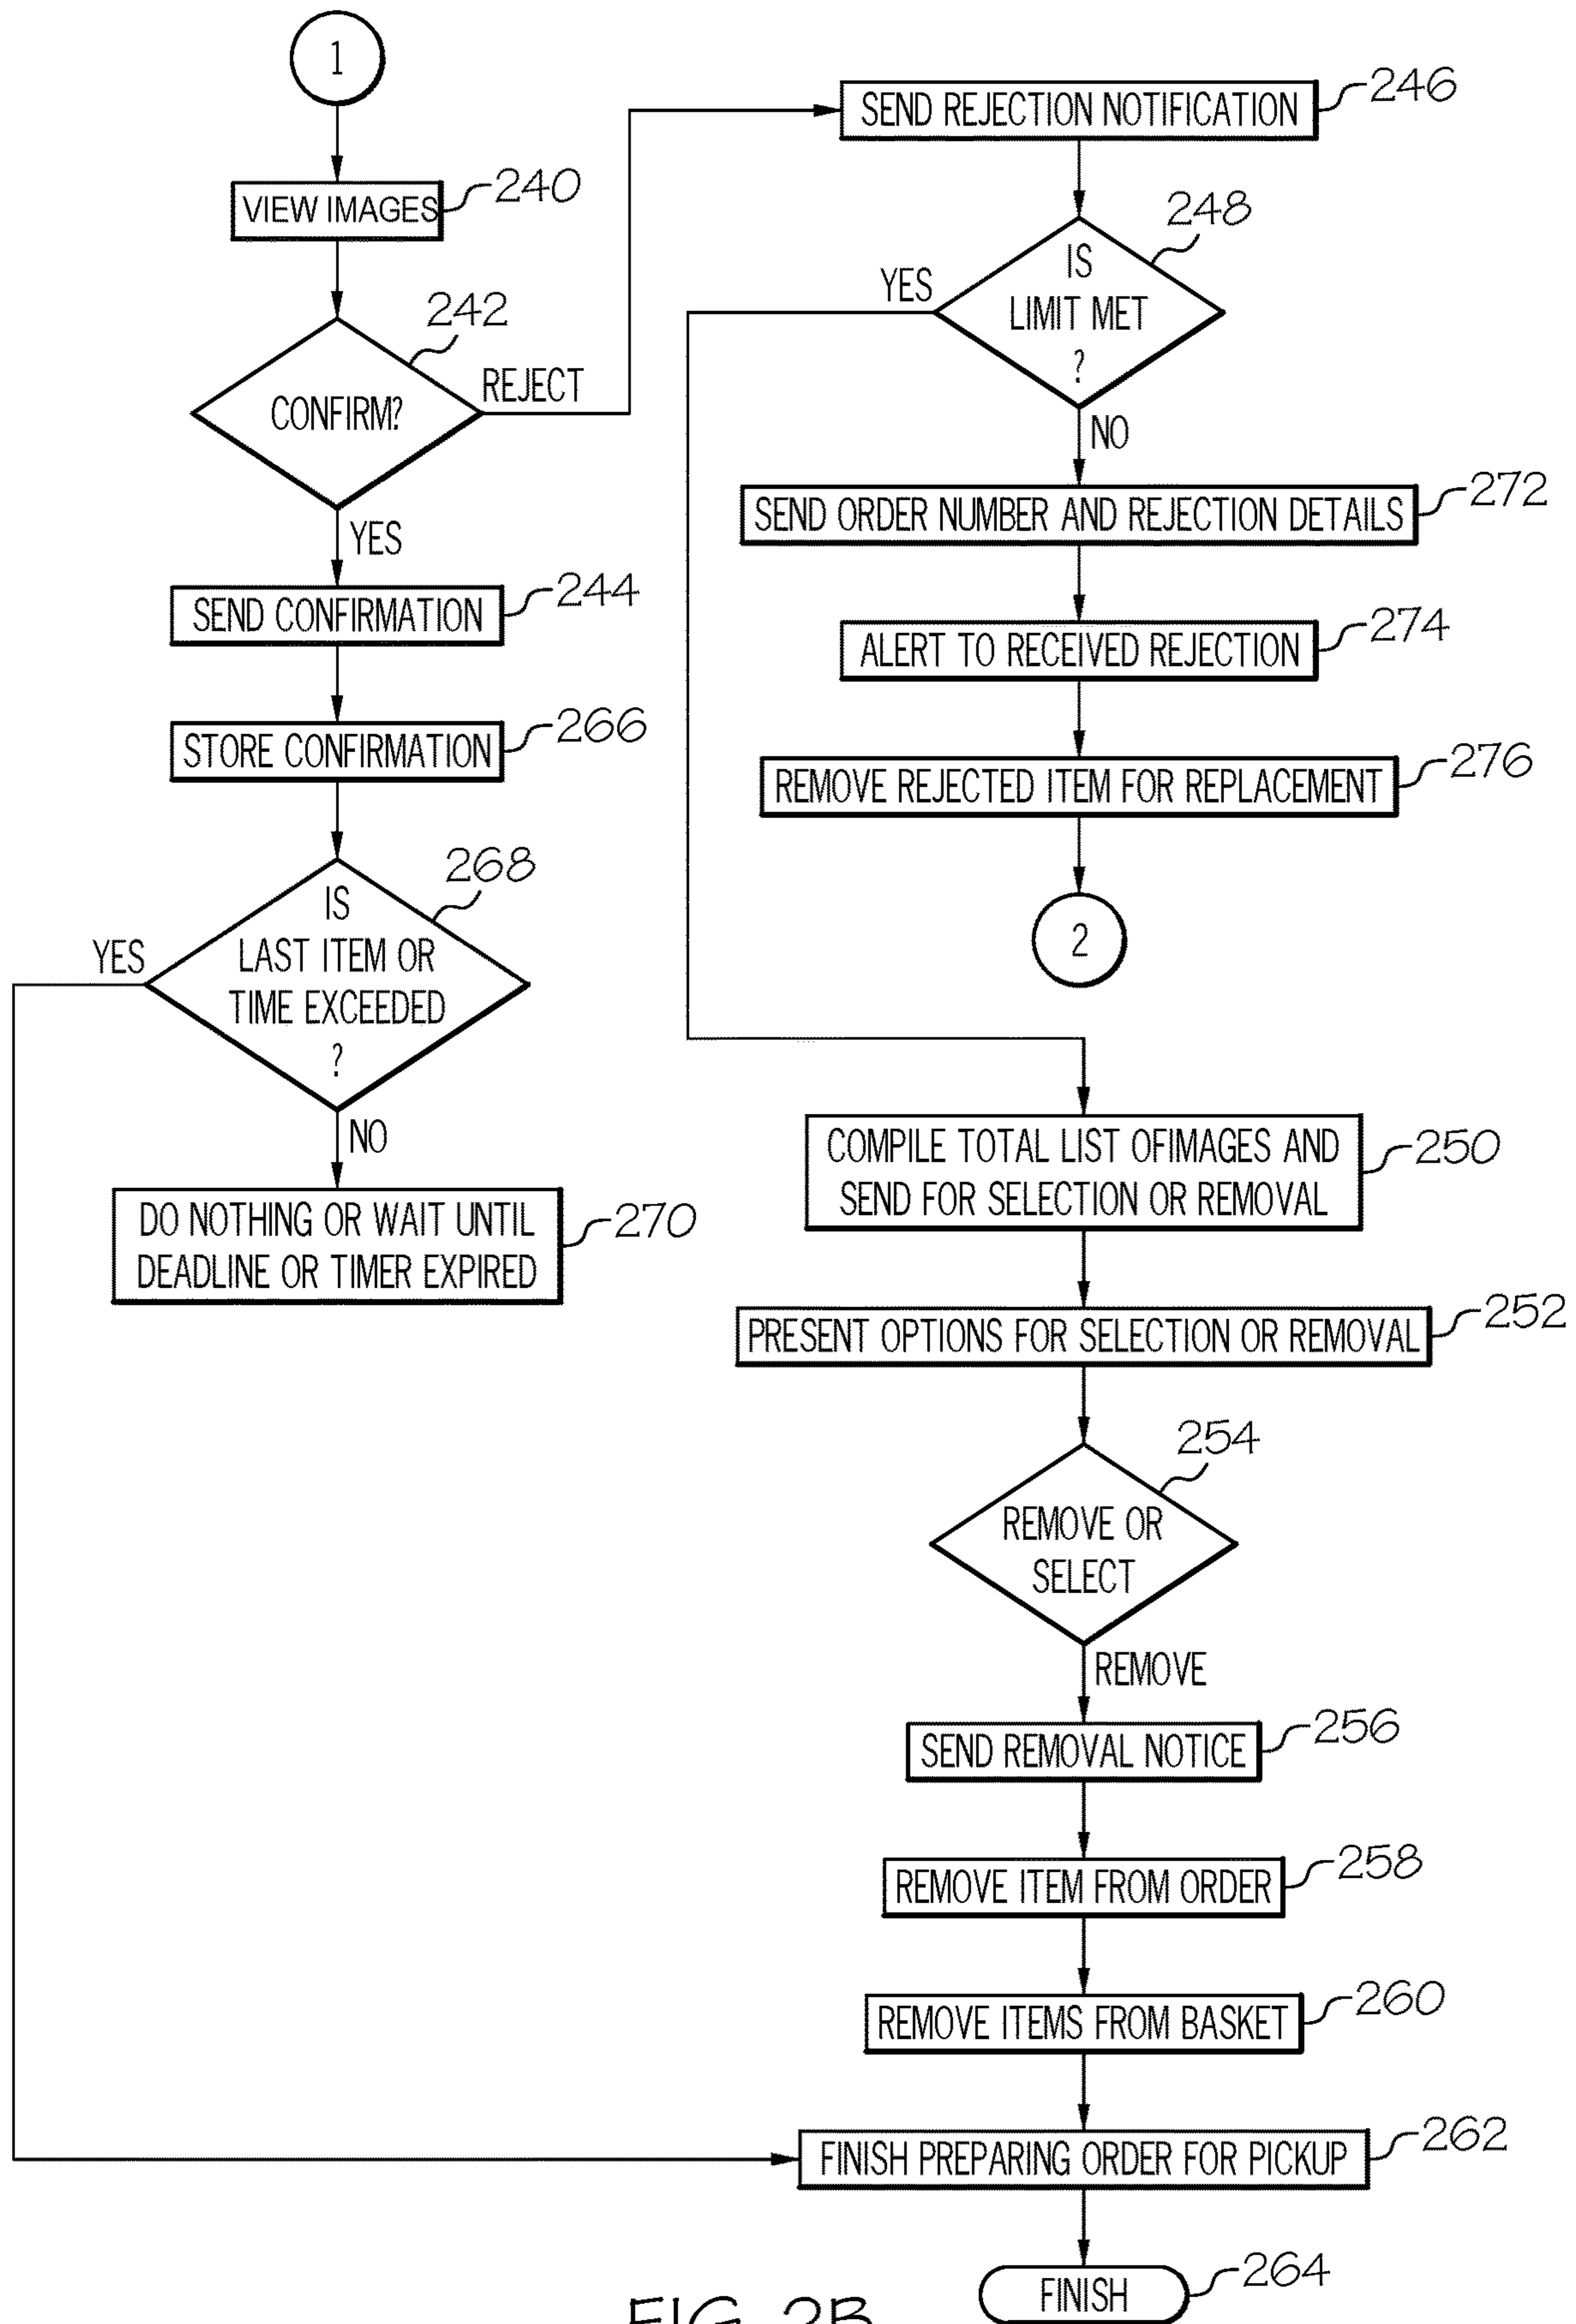 1
VIEW IMAGES
240
242
CONFIRM?
REJECT
YES
SEND CONFIRMATION
244
STORE CONFIRMATION
266
268
IS
LAST ITEM OR
TIME EXCEEDED
?
YES
NO
DO NOTHING OR WAIT UNTIL
DEADLINE OR TIMER EXPIRED
270
SEND REJECTION NOTIFICATION
246
248
IS
LIMIT MET
?
YES
NO
SEND ORDER NUMBER AND REJECTION DETAILS
272
ALERT TO RECEIVED REJECTION
274
REMOVE REJECTED ITEM FOR REPLACEMENT
276
2
COMPILE TOTAL LIST OFIMAGES AND
SEND FOR SELECTION OR REMOVAL
250
PRESENT OPTIONS FOR SELECTION OR REMOVAL
252
254
REMOVE OR
SELECT
REMOVE
SEND REMOVAL NOTICE
256
REMOVE ITEM FROM ORDER
258
REMOVE ITEMS FROM BASKET
260
FINISH PREPARING ORDER FOR PICKUP
262
FINISH
264
FIG. 2B